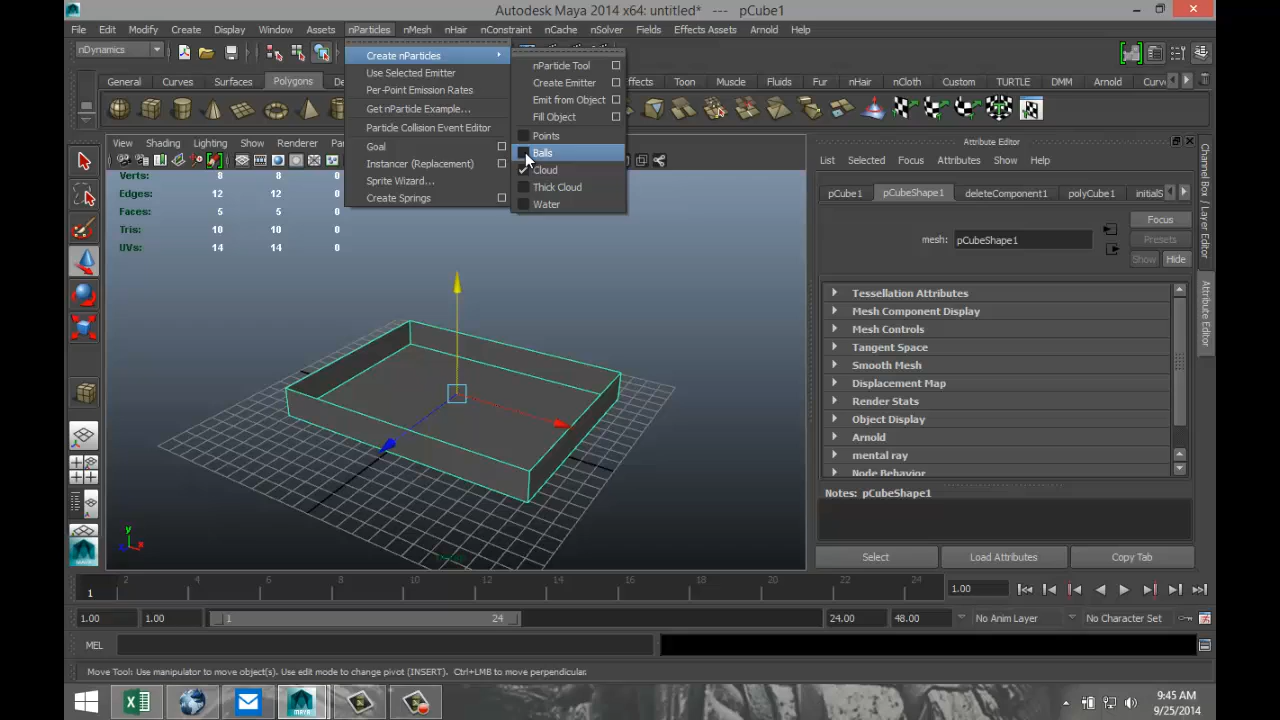 Autodesk Maya 2014 x64: untitled* --- pCube1
File Edit Modify Create Display Window Assets nParticles nMesh nHair nConstraint nCache nSolver Fields Effects Assets Arnold Help
nDynamics
General Curves Surfaces Polygons Toon Muscle Fluids Fur nHair nCloth Custom TURTLE DMM Arnold
Create nParticles
Use Selected Emitter
Per-Point Emission Rates
Get nParticle Example...
Particle Collision Event Editor
Goal
Instancer (Replacement)
Sprite Wizard...
Create Springs
nParticle Tool
Create Emitter
Emit from Object
Fill Object
Points
Balls
Cloud
Thick Cloud
Water
View Shading Lighting Show Renderer
Verts: 8 8 0
Edges: 12 12 0
Faces: 5 5 0
Tris: 10 10 0
UVs: 14 14 0
y
x
Attribute Editor
List Selected Focus Attributes Show Help
pCube1 pCubeShape1 deleteComponent1 polyCube1 initialS
Focus
mesh: pCubeShape1
Presets
Show Hide
Tessellation Attributes
Mesh Component Display
Mesh Controls
Tangent Space
Smooth Mesh
Displacement Map
Render Stats
Object Display
Arnold
mental ray
Node Behavior
Notes: pCubeShape1
Select Load Attributes Copy Tab
Channel Box / Layer Editor
Attribute Editor
2 4 6 8 10 12 14 16 18 20 22 24
1
1.00
1.00 1.00 1 24 24.00 48.00 No Anim Layer No Character Set
MEL
Move Tool: Use manipulator to move object(s). Use edit mode to change pivot (INSERT). Ctrl+LMB to move perpendicular.
MAYA
9:45 AM
9/25/2014